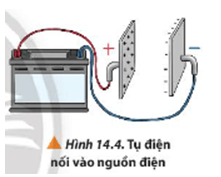 + −
Hình 14.4. Tụ điện
nối vào nguồn điện